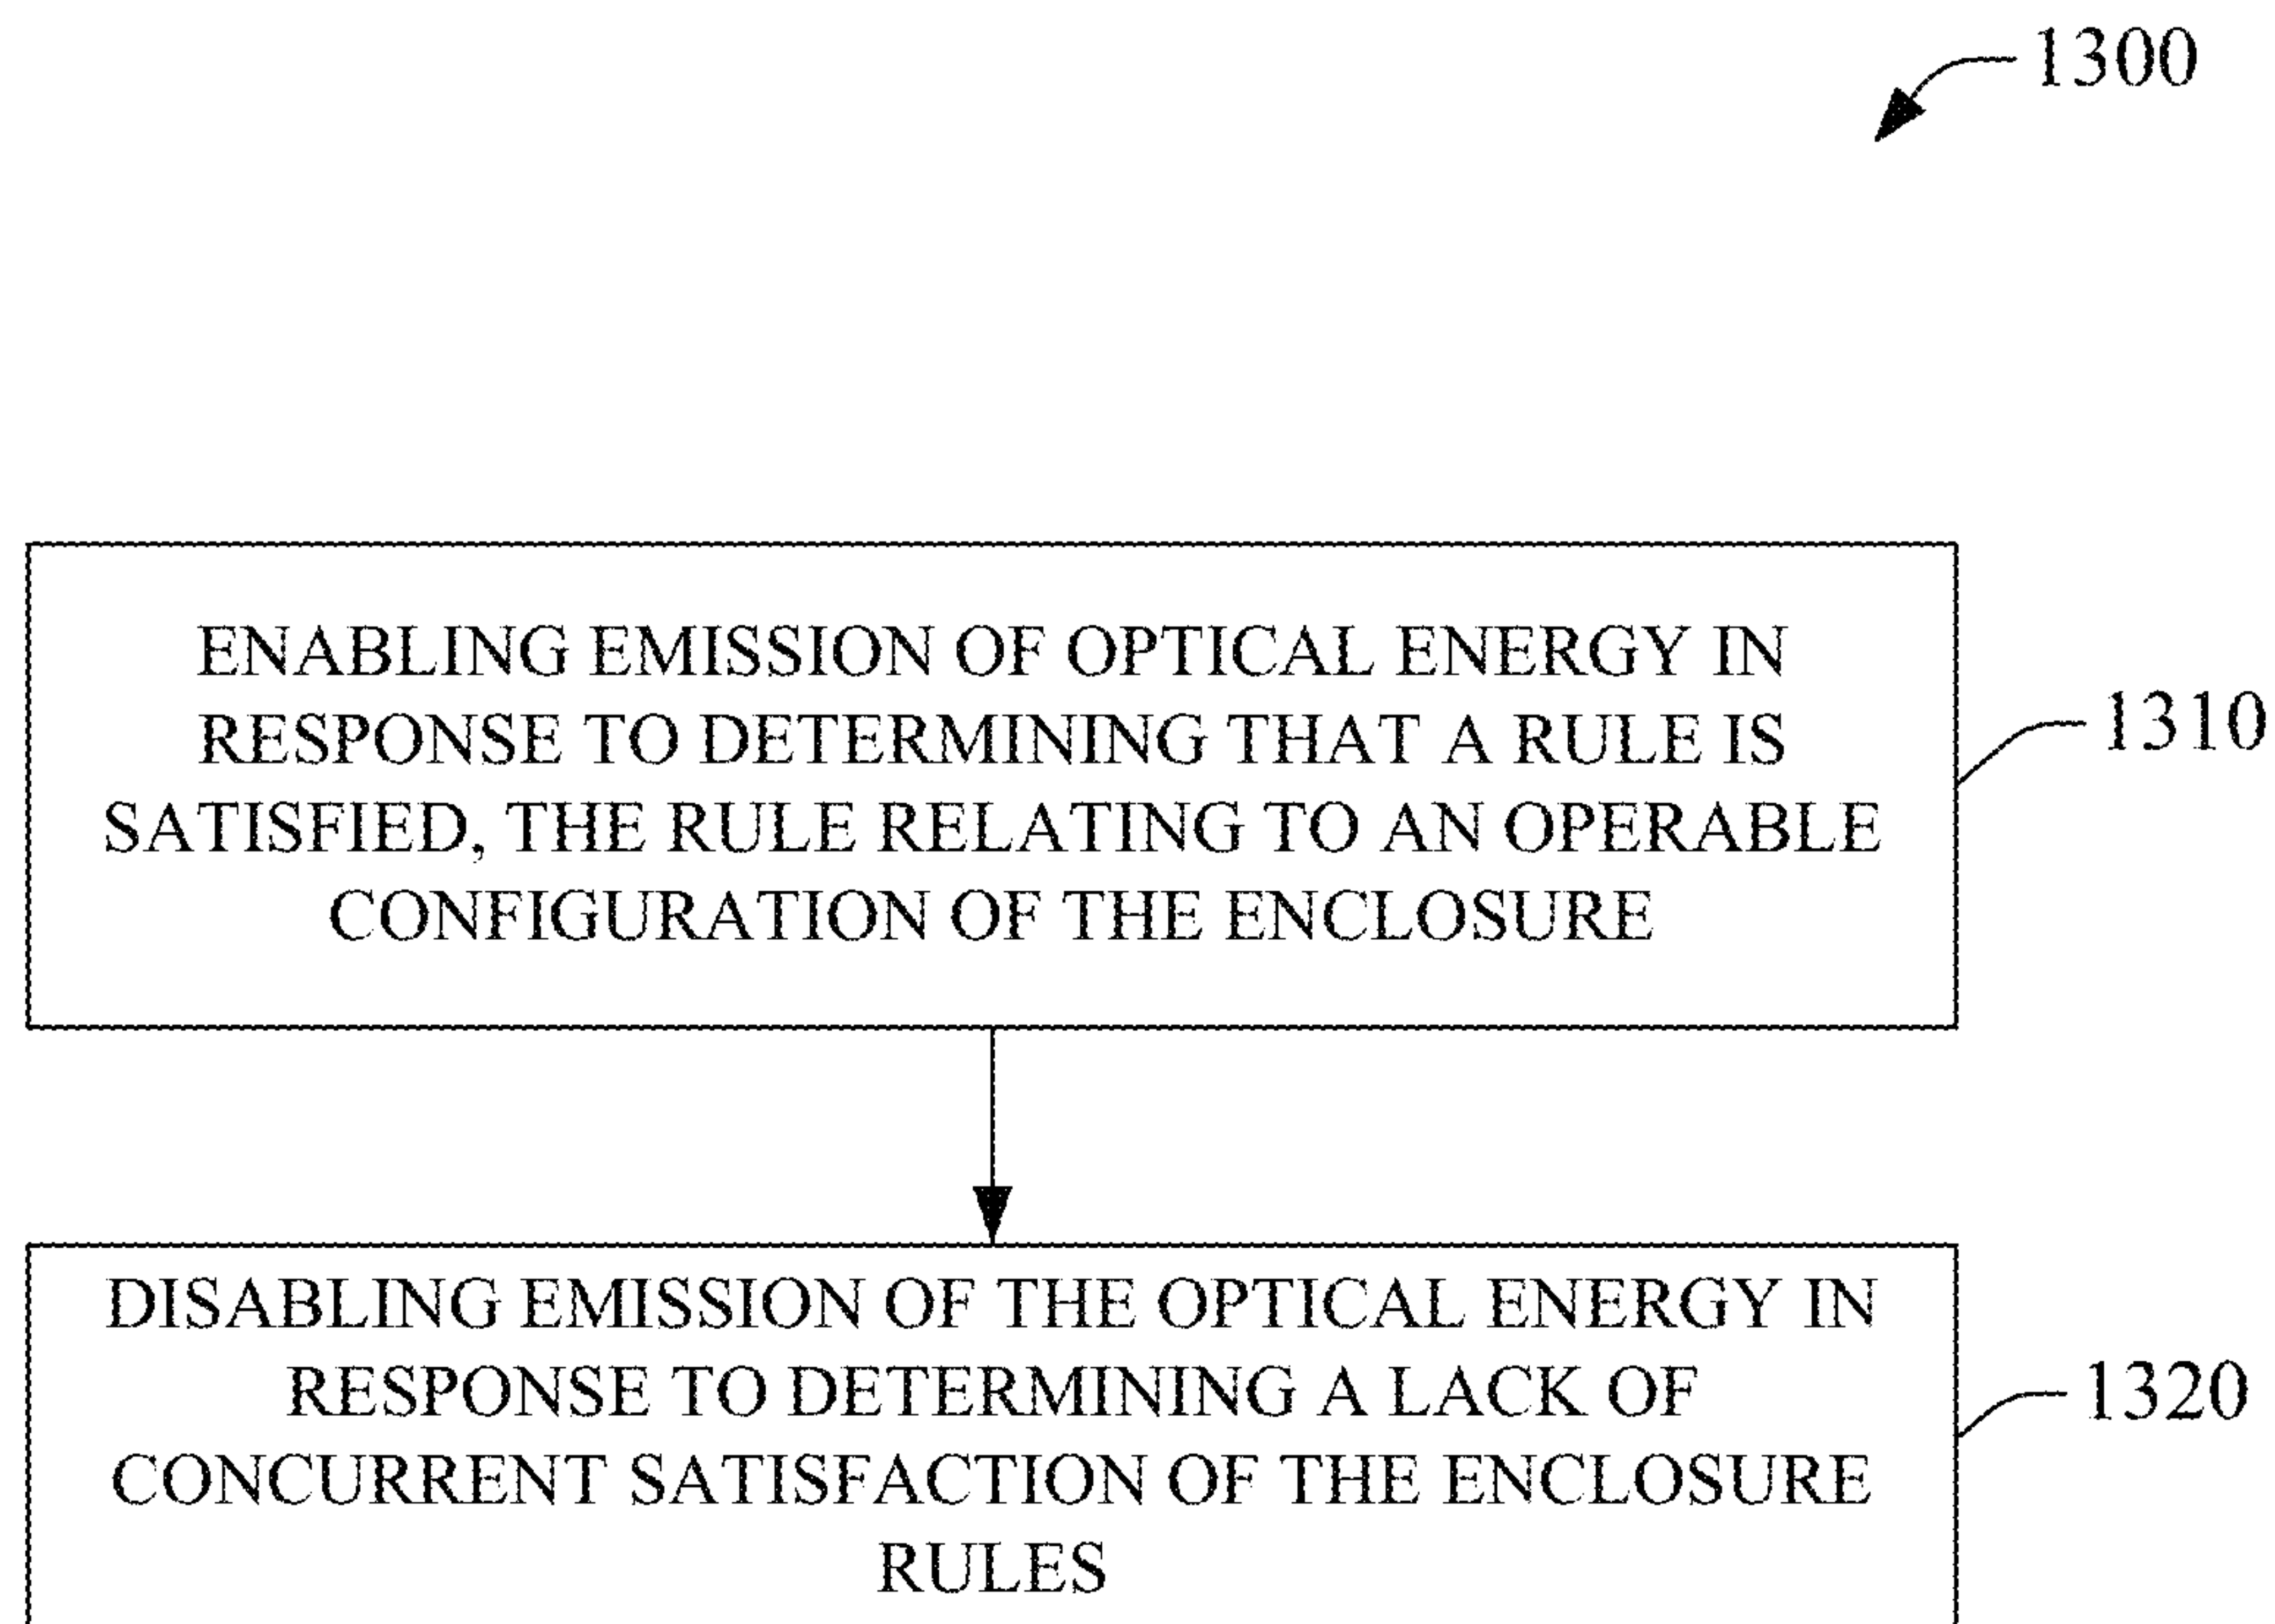 1300
ENABLING EMISSION OF OPTICAL ENERGY IN
RESPONSE TO DETERMINING THAT A RULE IS
SATISFIED, THE RULE RELATING TO AN OPERABLE
CONFIGURATION OF THE ENCLOSURE
1310
DISABLING EMISSION OF THE OPTICAL ENERGY IN
RESPONSE TO DETERMINING A LACK OF
CONCURRENT SATISFACTION OF THE ENCLOSURE
RULES
1320